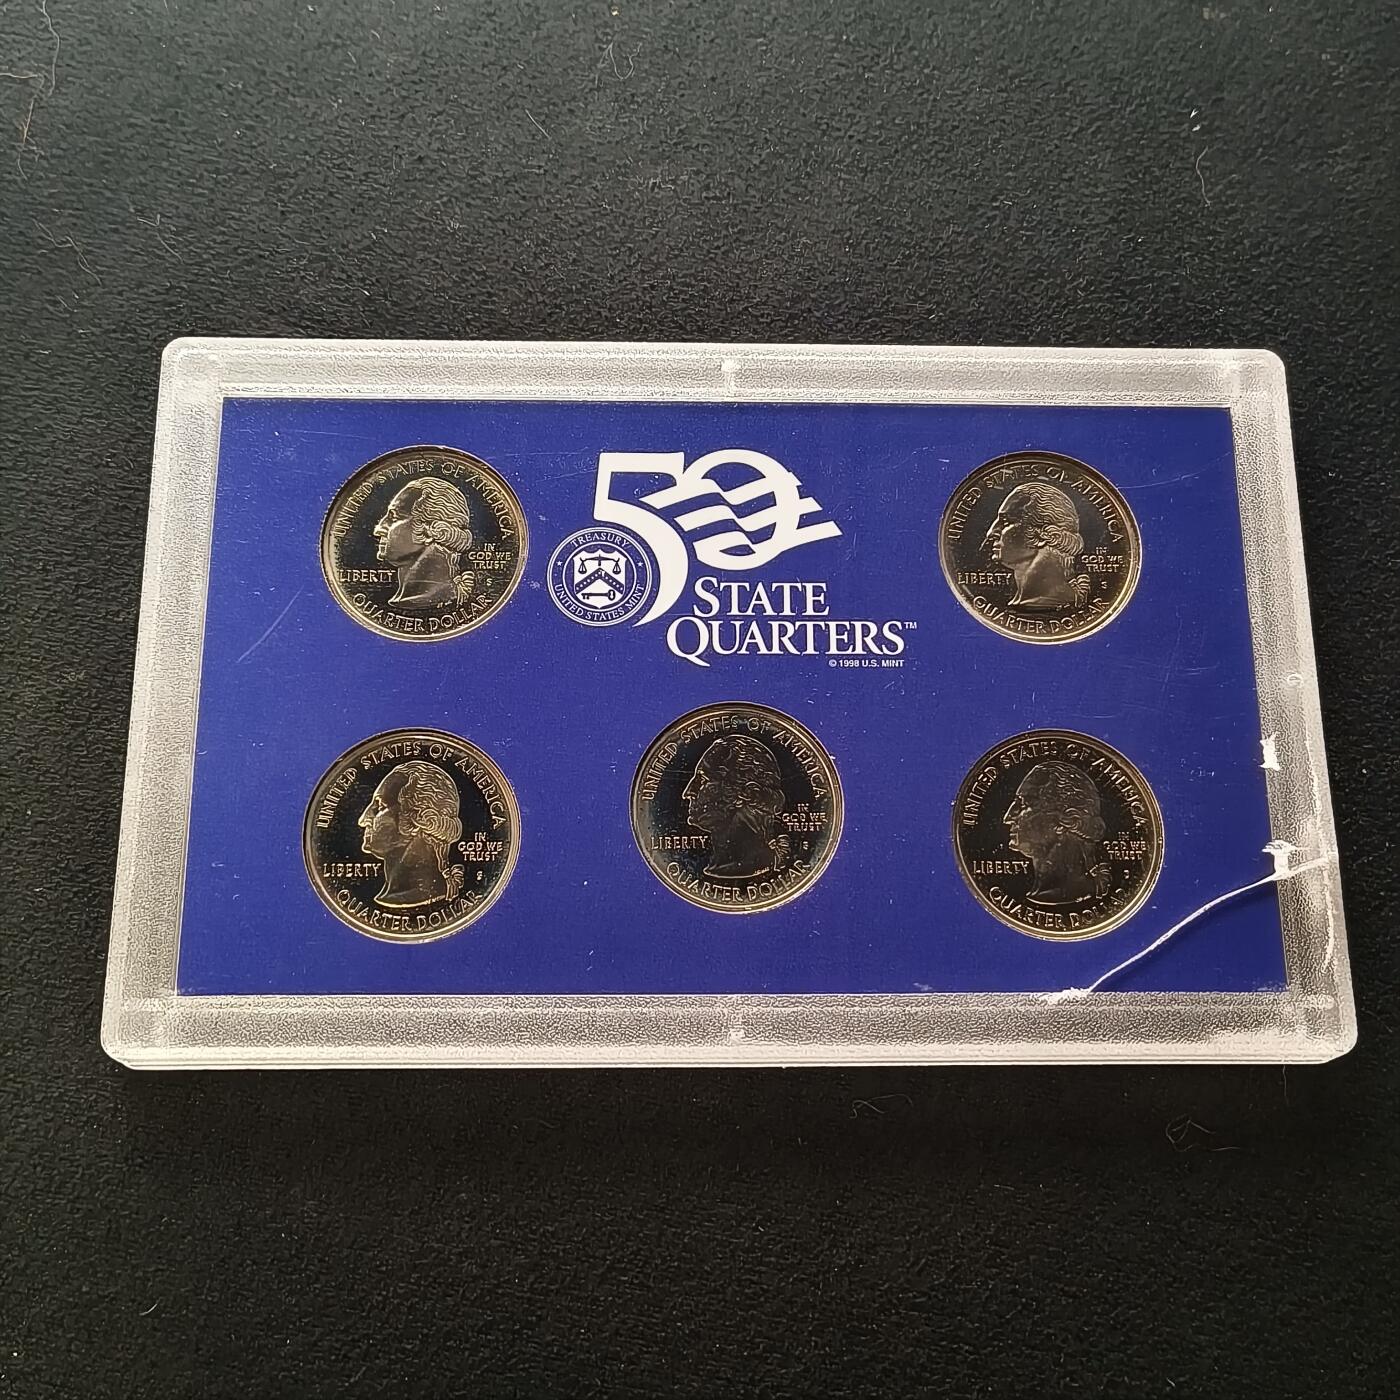 UNITED STATES OF AMERICA
IN
GOD WE
TRUST
LIBERTY
S
QUARTER DOLLAR
50
TREASURY
UNITED STATES MINT
STATE
QUARTERS™
© 1998 U.S. MINT
UNITED STATES OF AMERICA
IN
GOD WE
TRUST
LIBERTY
S
QUARTER DOLLAR
UNITED STATES OF AMERICA
IN
GOD WE
TRUST
LIBERTY
S
QUARTER DOLLAR
UNITED STATES OF AMERICA
IN
GOD WE
TRUST
LIBERTY
S
QUARTER DOLLAR
UNITED STATES OF AMERICA
IN
GOD WE
TRUST
LIBERTY
QUARTER DOLLAR